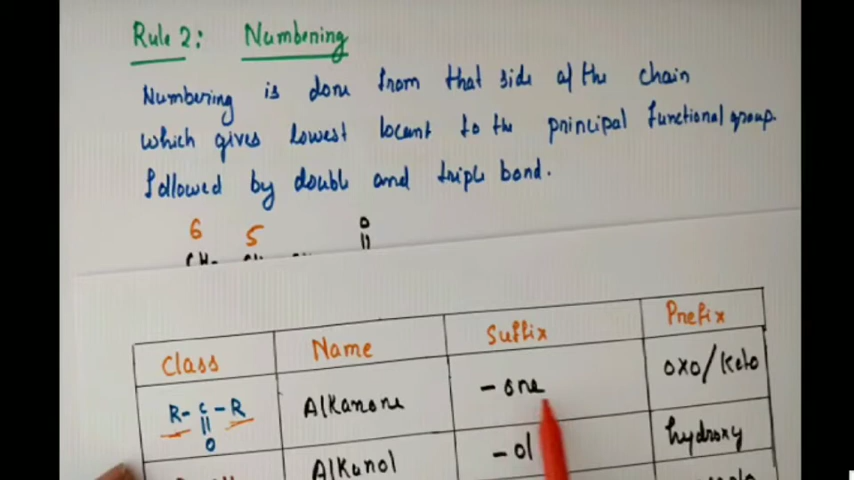 Rule 2: Numbering
Numbering is done from that side of the chain
which gives lowest locant to the principal functional group.
followed by double and triple bond.
6 5 O
Class Name Suffix Prefix
R-C-R Alkanone -one oxo/Keto
O
Alkanol -ol hydroxy